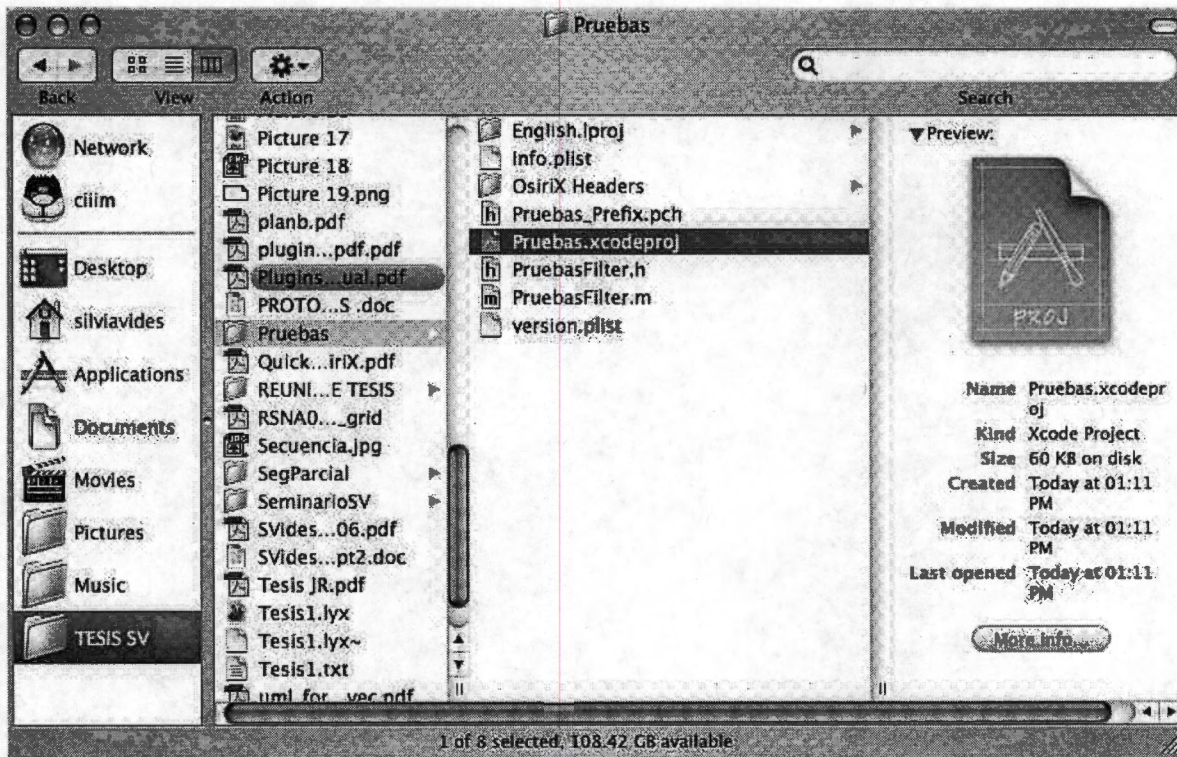 Pruebas
Back
View
Action
Search
Network
ciiim
Desktop
silviavides
Applications
Documents
Movies
Pictures
Music
TESIS SV
Picture 17
Picture 18
Picture 19.png
planb.pdf
plugin...pdf.pdf
Plugins...ual.pdf
PROTO...S .doc
Pruebas
Quick...iriX.pdf
REUNI...E TESIS
RSNA0..._grid
Secuencia.jpg
SegParcial
SeminarioSV
SVides...06.pdf
SVides...pt2.doc
Tesis JR.pdf
Tesis1.lyx
Tesis1.lyx~
Tesis1.txt
uml_for...vec.pdf
English.lproj
Info.plist
OsiriX Headers
Pruebas_Prefix.pch
Pruebas.xcodeproj
PruebasFilter.h
PruebasFilter.m
version.plist
Preview:
PROJ
Name Pruebas.xcodepr
oj
Kind Xcode Project
Size 60 KB on disk
Created Today at 01:11
PM
Modified Today at 01:11
PM
Last opened Today at 01:11
PM
More info...
1 of 8 selected, 108.42 GB available